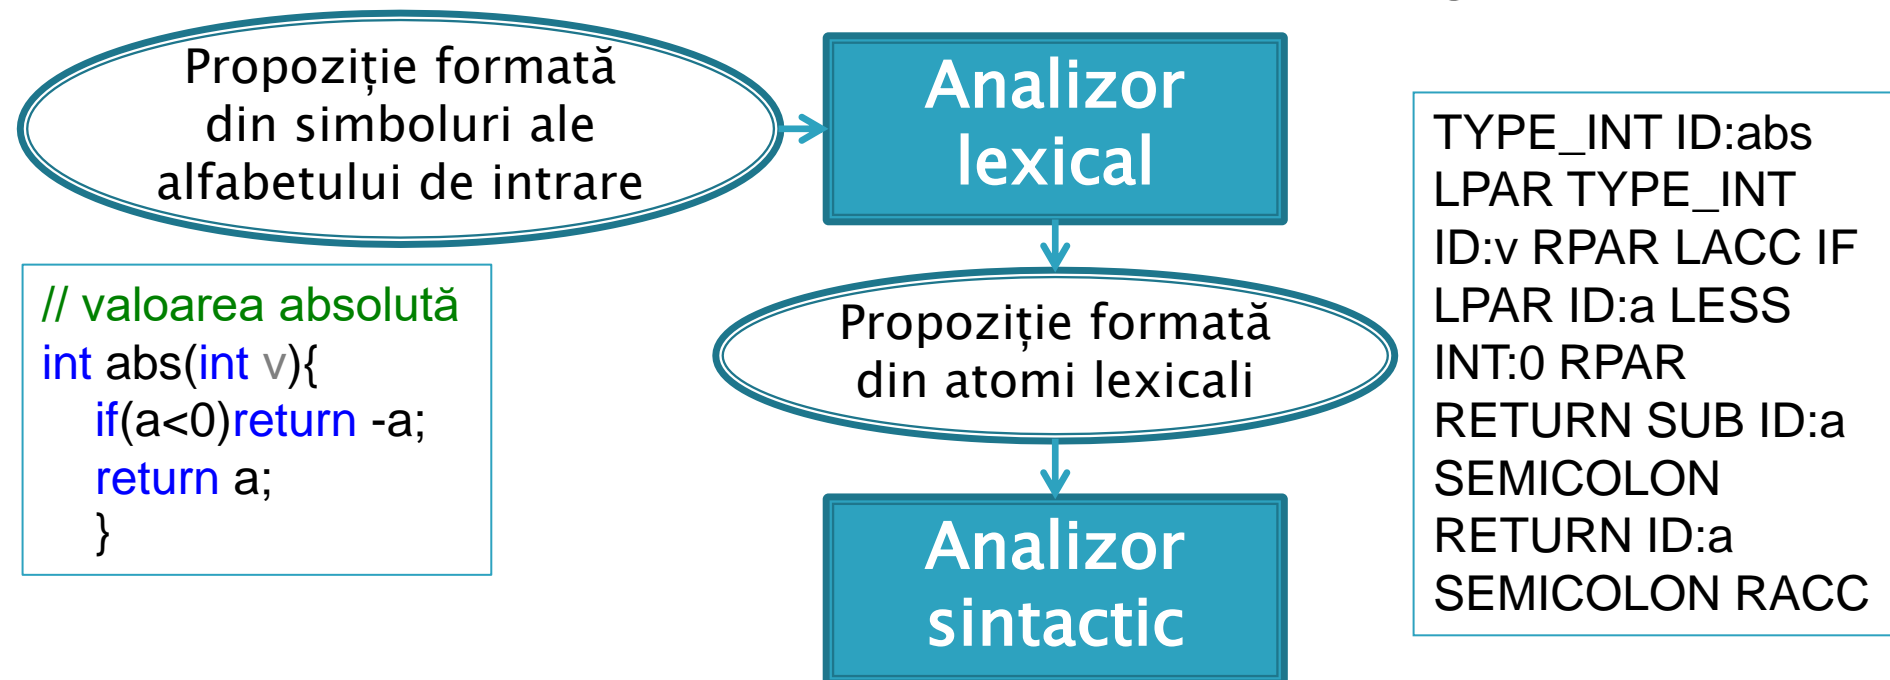 Propoziție formată
din simboluri ale
alfabetului de intrare
Analizor
lexical
// valoarea absolută
int abs(int v){
if(a<0)return -a;
return a;
}
Propoziție formată
din atomi lexicali
Analizor
sintactic
TYPE_INT ID:abs
LPAR TYPE_INT
ID:v RPAR LACC IF
LPAR ID:a LESS
INT:0 RPAR
RETURN SUB ID:a
SEMICOLON
RETURN ID:a
SEMICOLON RACC